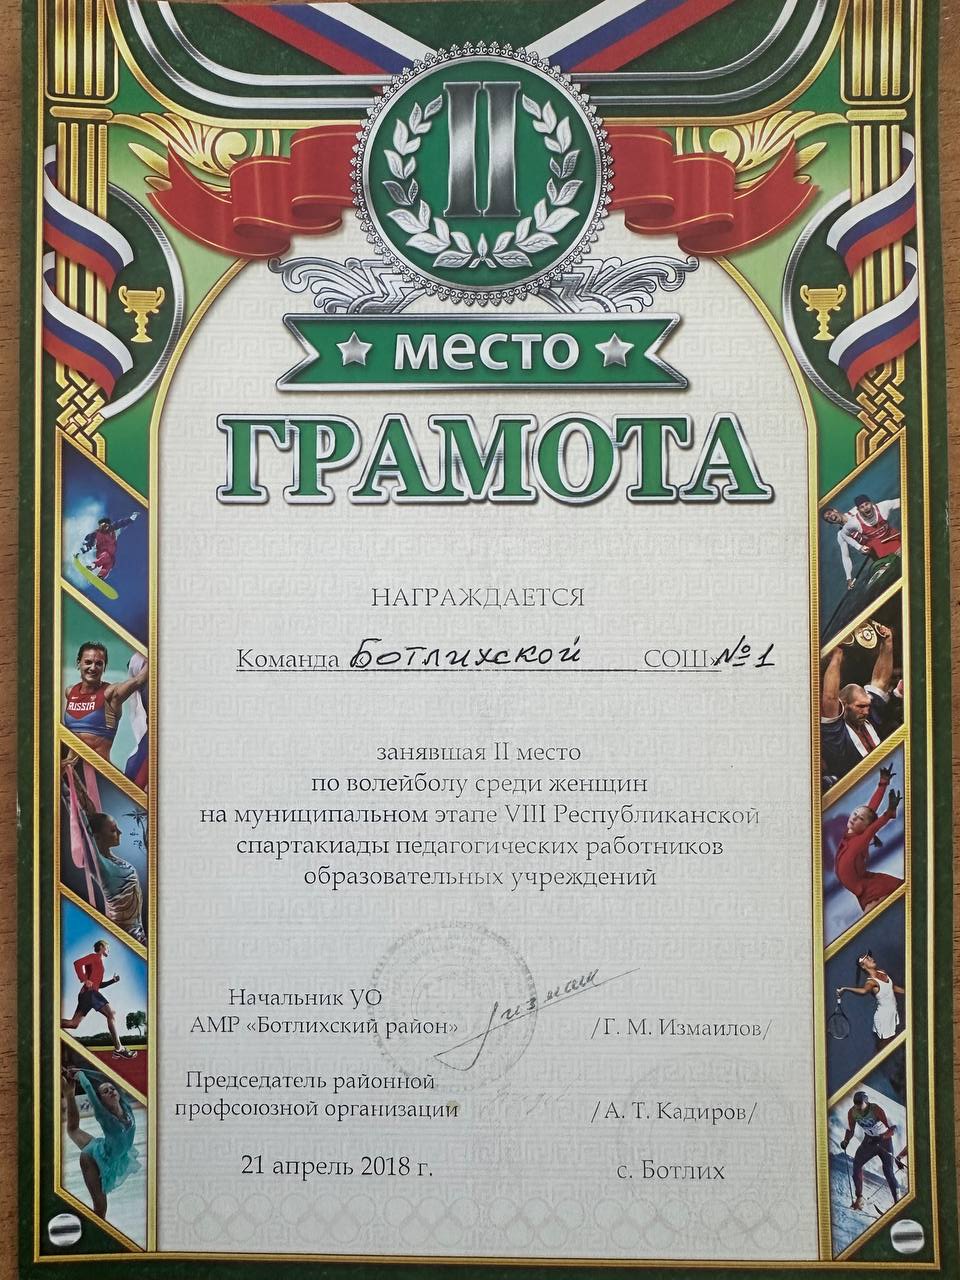 II
место
ГРАМОТА
НАГРАЖДАЕТСЯ
Команда Ботлихской СОШ» №1
занявшая II место
по волейболу среди женщин
на муниципальном этапе VIII Республиканской
спартакиады педагогических работников
образовательных учреждений
Начальник УО
АМР «Ботлихский район» /Г. М. Измаилов/
Председатель районной
профсоюзной организации /А. Т. Кадиров/
21 апрель 2018 г. с. Ботлих
RUSSIA